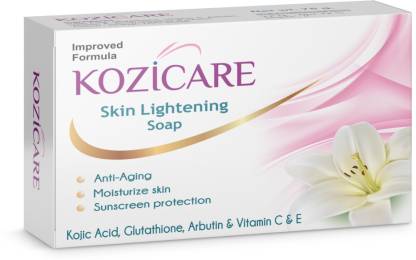 Improved
Formula
KOZiCARE
Skin Lightening
Soap
Anti-Aging
Moisturize skin
Sunscreen protection
Kojic Acid, Glutathione, Arbutin & Vitamin C & E
KOZiCARE